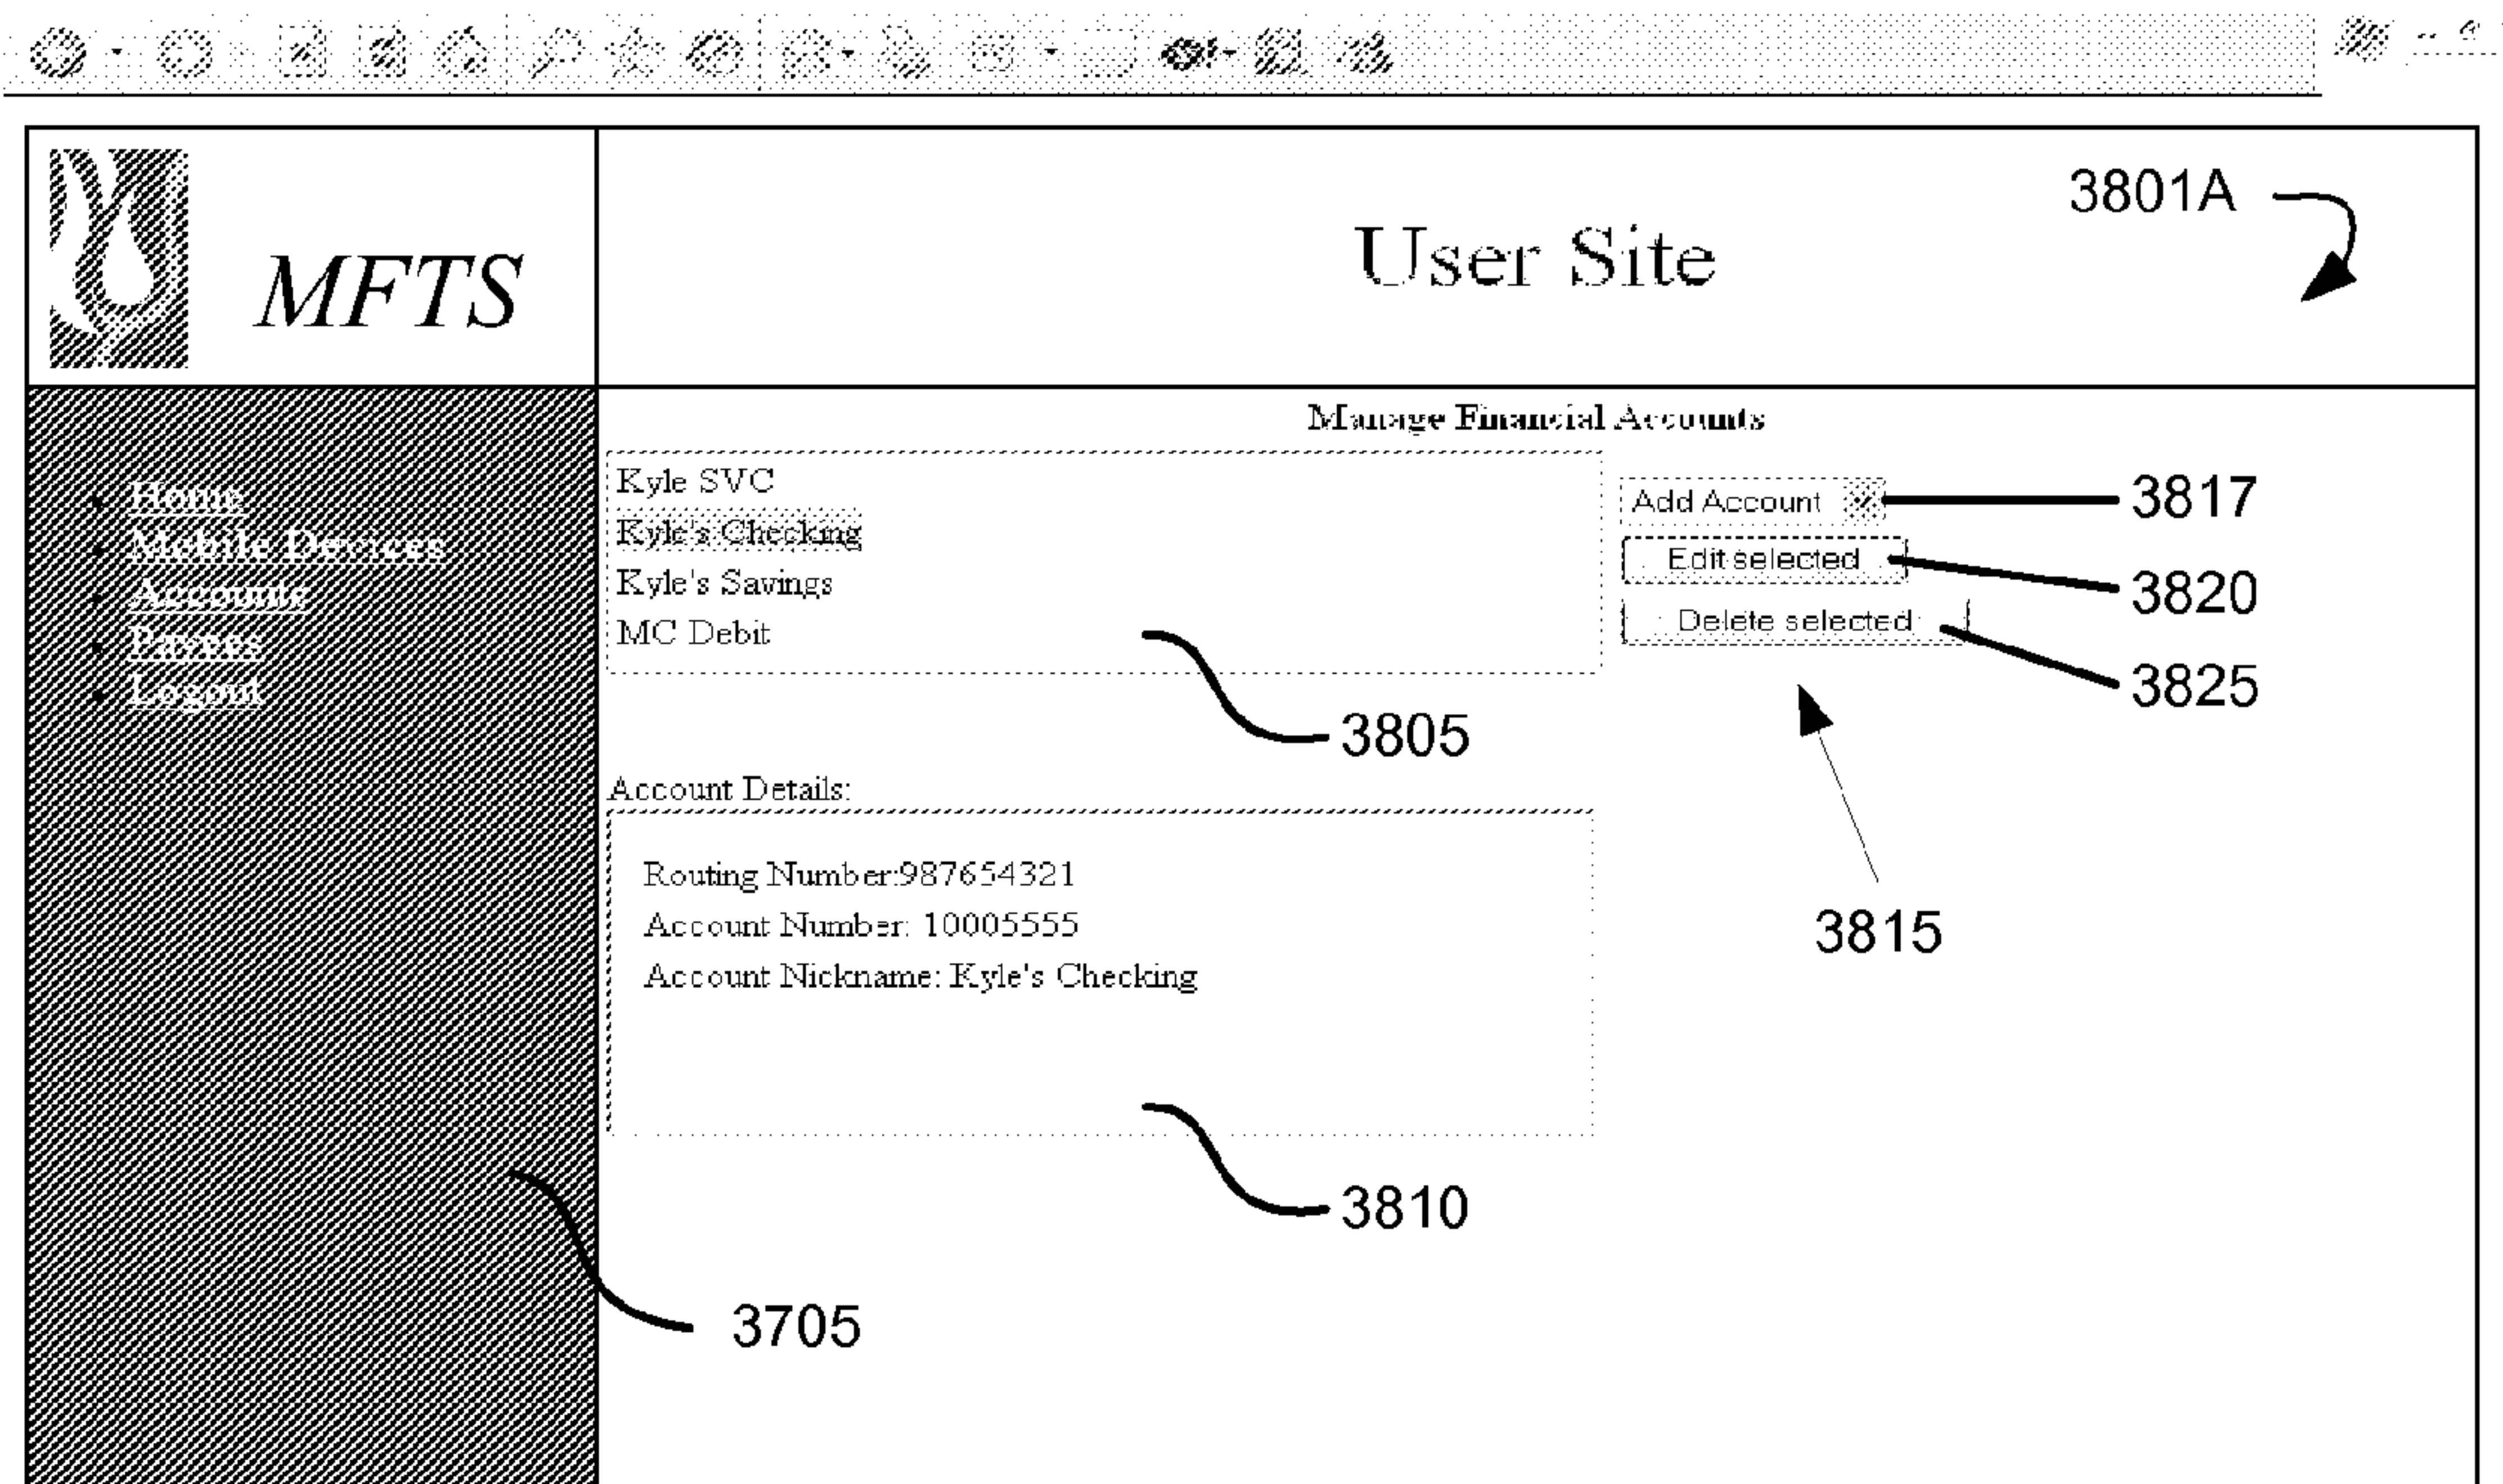 3801A
MFTS
User Site
Manage Financial Accounts
Home
Mobile Devices
Accounts
Payees
Logout
Kyle SVC
Kyle's Checking
Kyle's Savings
MC Debit
Add Account
Edit selected
Delete selected
3817
3820
3825
3805
3815
Account Details:
Routing Number:987654321
Account Number: 10005555
Account Nickname: Kyle's Checking
3810
3705